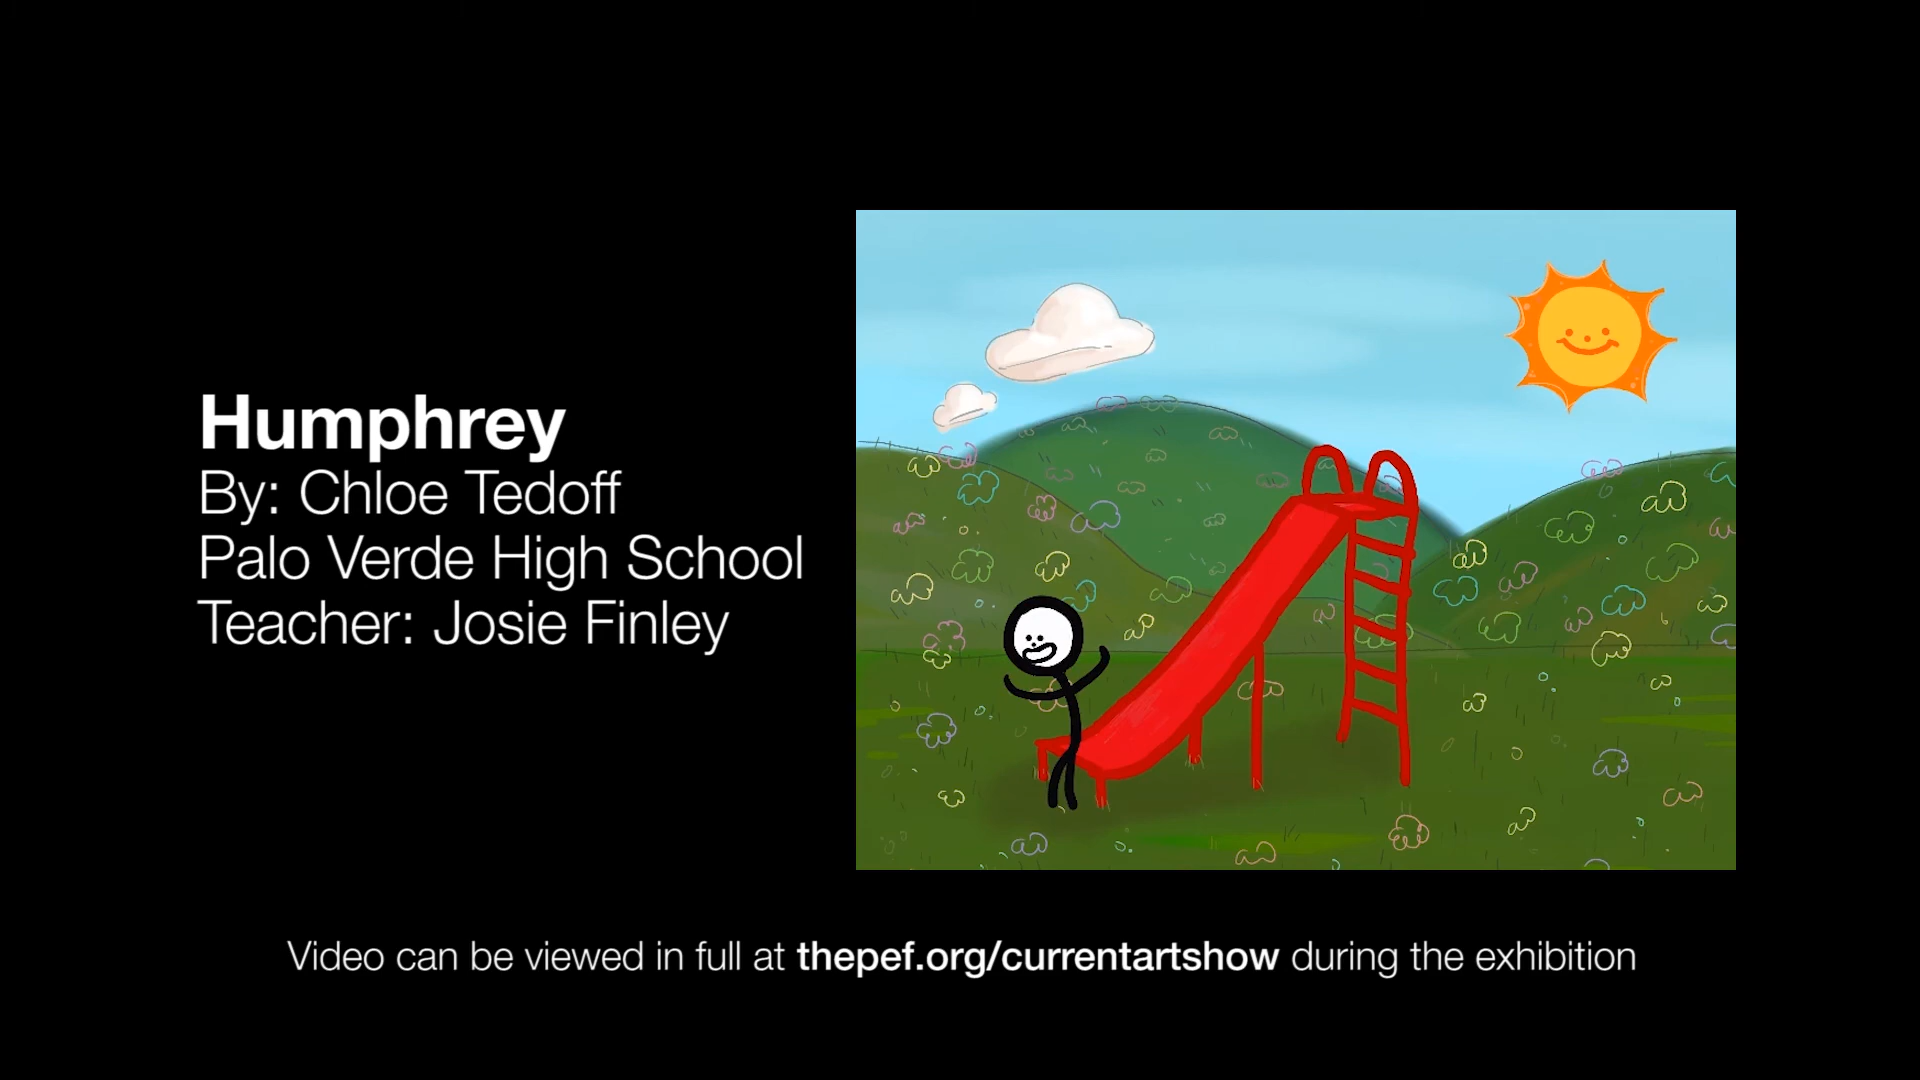 Humphrey
By: Chloe Tedoff
Palo Verde High School
Teacher: Josie Finley
Video can be viewed in full at thepef.org/currentartshow during the exhibition